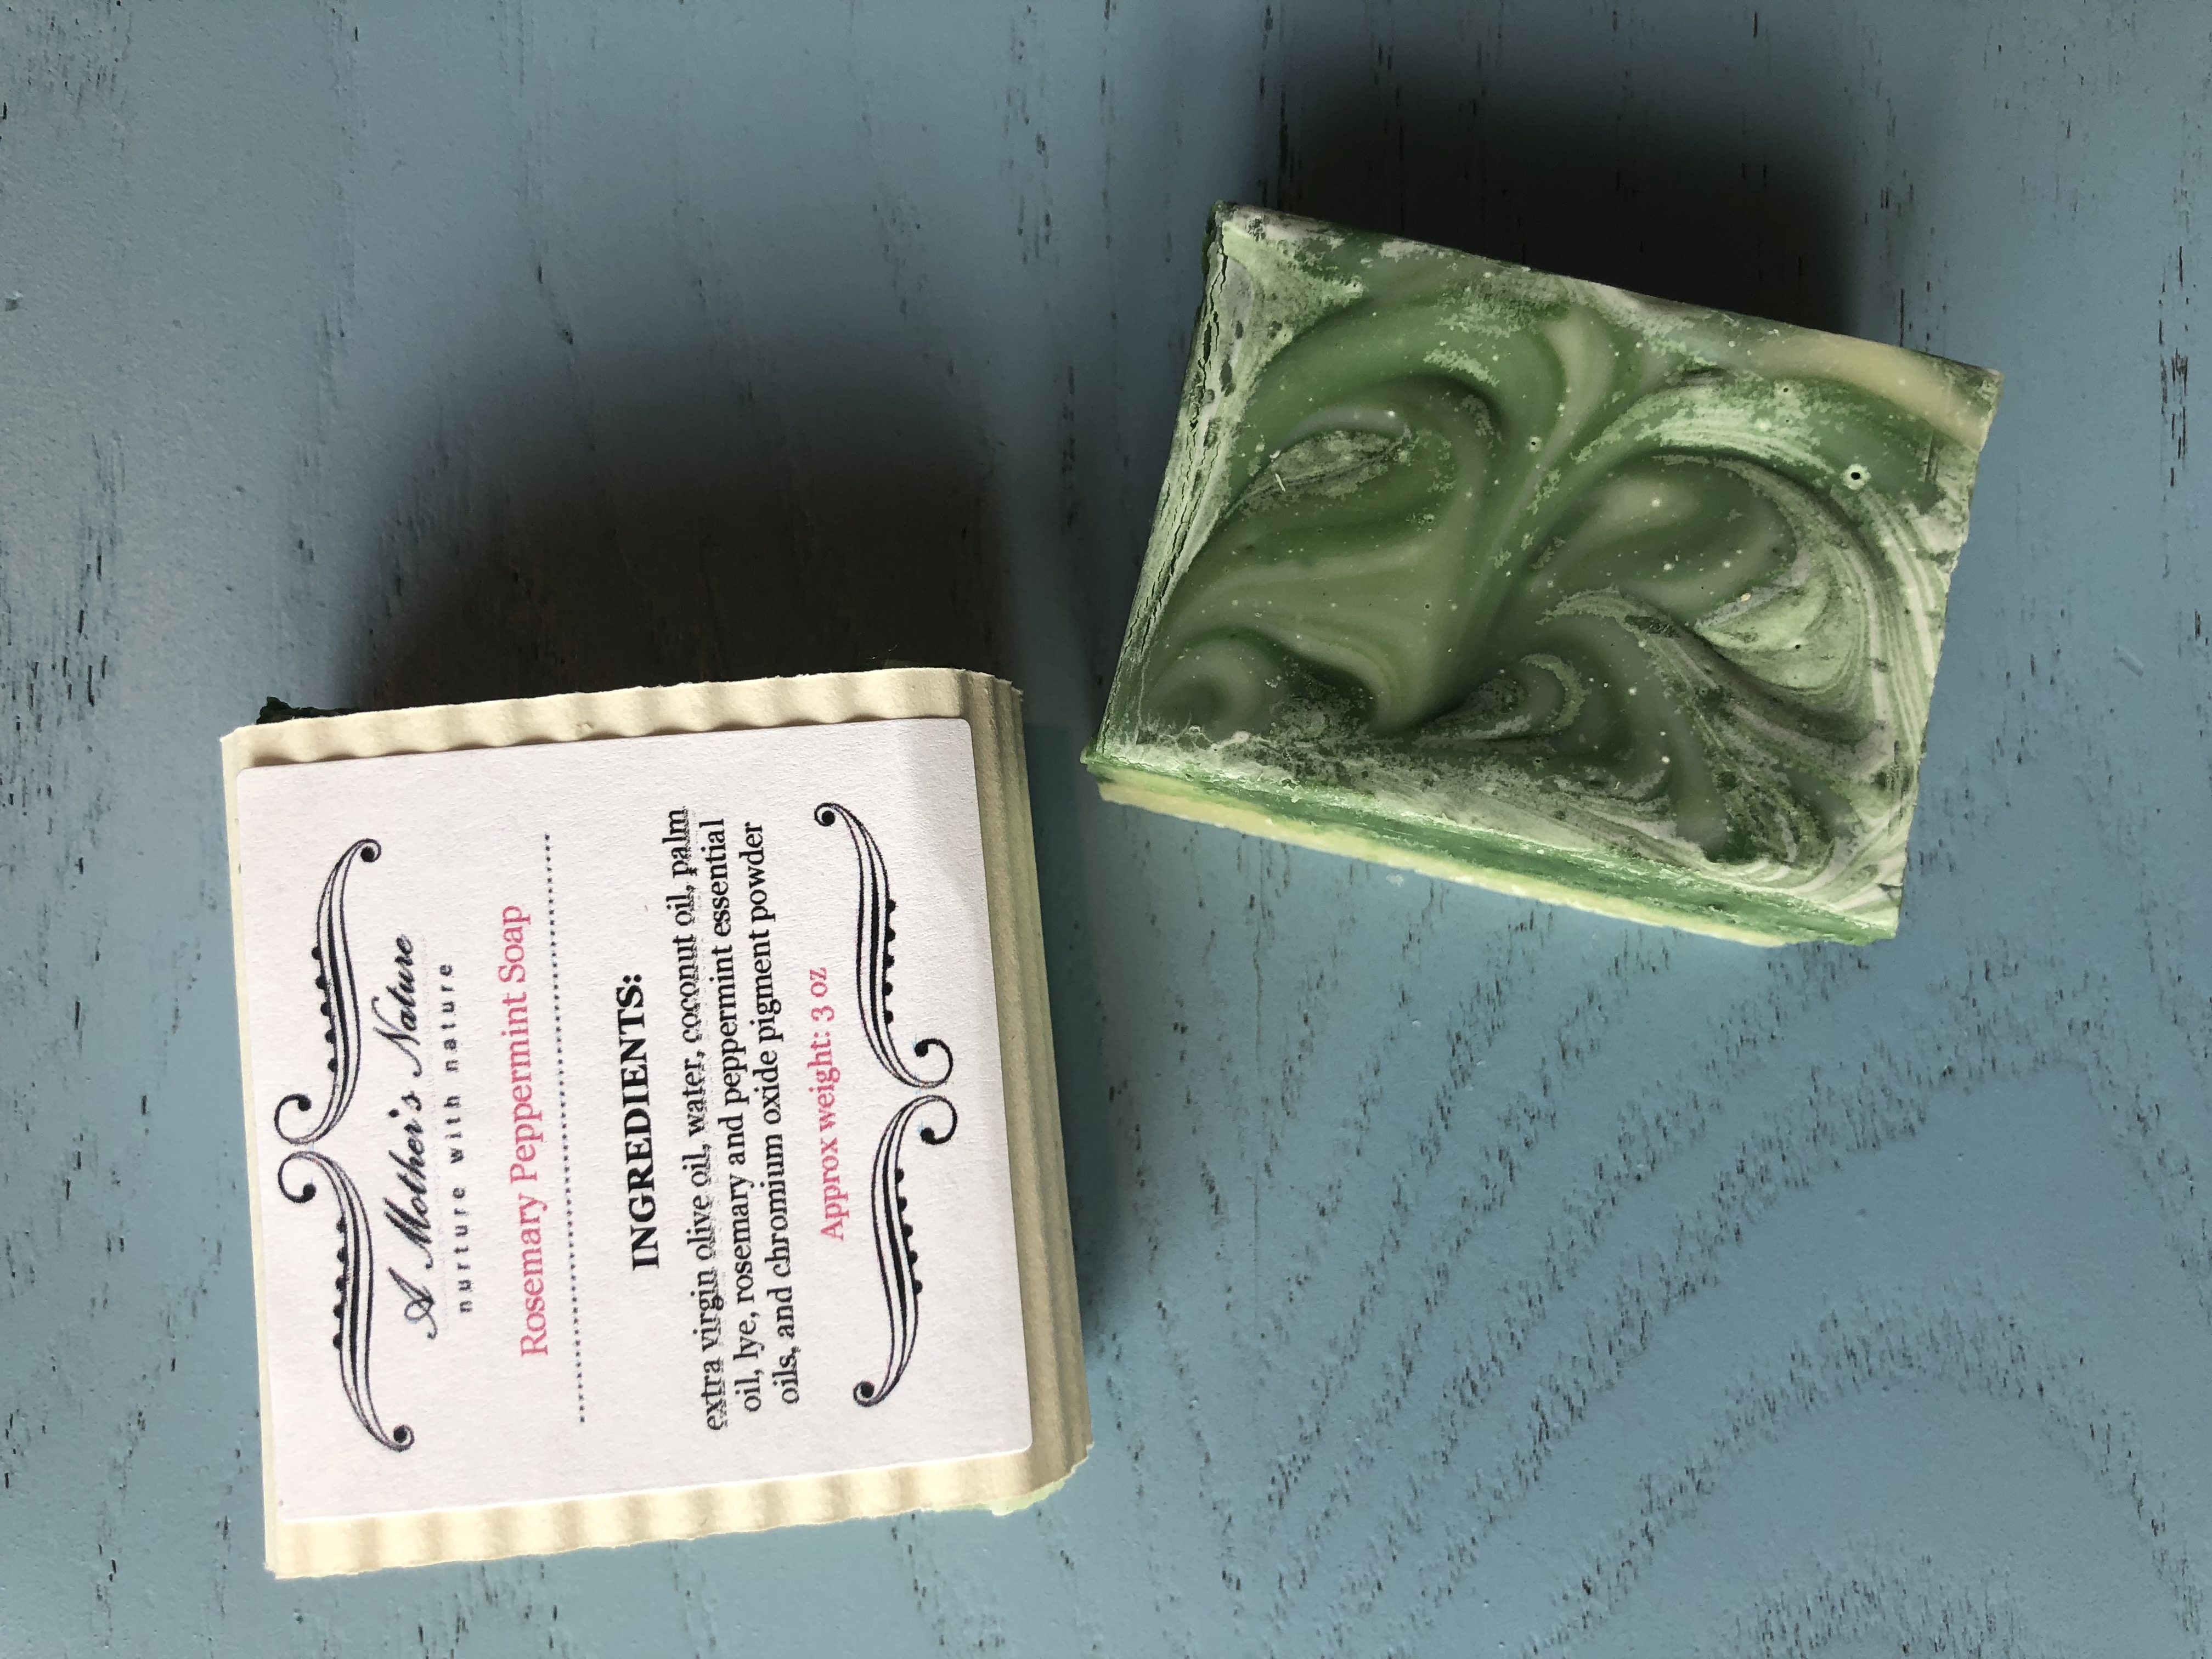 A Mother's Nature
nurture with nature
Rosemary Peppermint Soap
INGREDIENTS:
extra virgin olive oil, water, coconut oil, palm
oil, lye, rosemary and peppermint essential
oils, and chromium oxide pigment powder
Approx weight: 3 oz